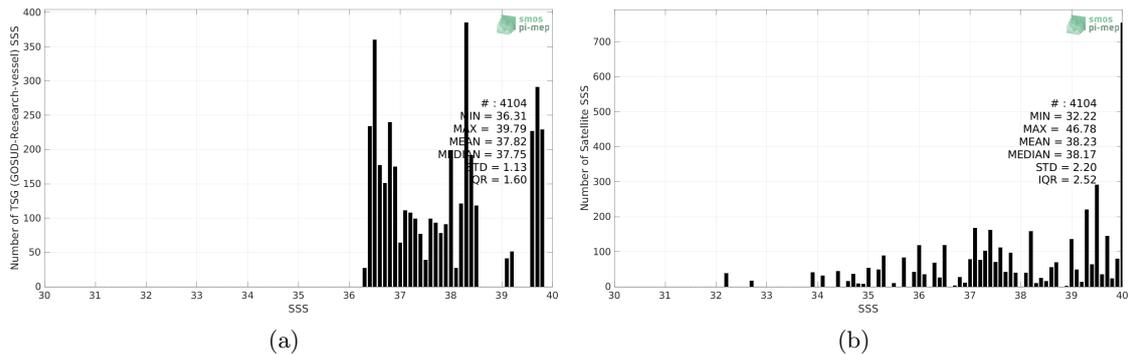 400
350
300
250
200
150
100
50
0
Number of TSG (GOSUD-Research-vessel) SSS
smos
pi-mep
# : 4104
MIN = 36.31
MAX = 39.79
MEAN = 37.82
MEDIAN = 37.75
STD = 1.13
IQR = 1.60
30 31 32 33 34 35 36 37 38 39 40
SSS
(a)
700
600
500
400
300
200
100
0
Number of Satellite SSS
smos
pi-mep
# : 4104
MIN = 32.22
MAX = 46.78
MEAN = 38.23
MEDIAN = 38.17
STD = 2.20
IQR = 2.52
30 31 32 33 34 35 36 37 38 39 40
SSS
(b)